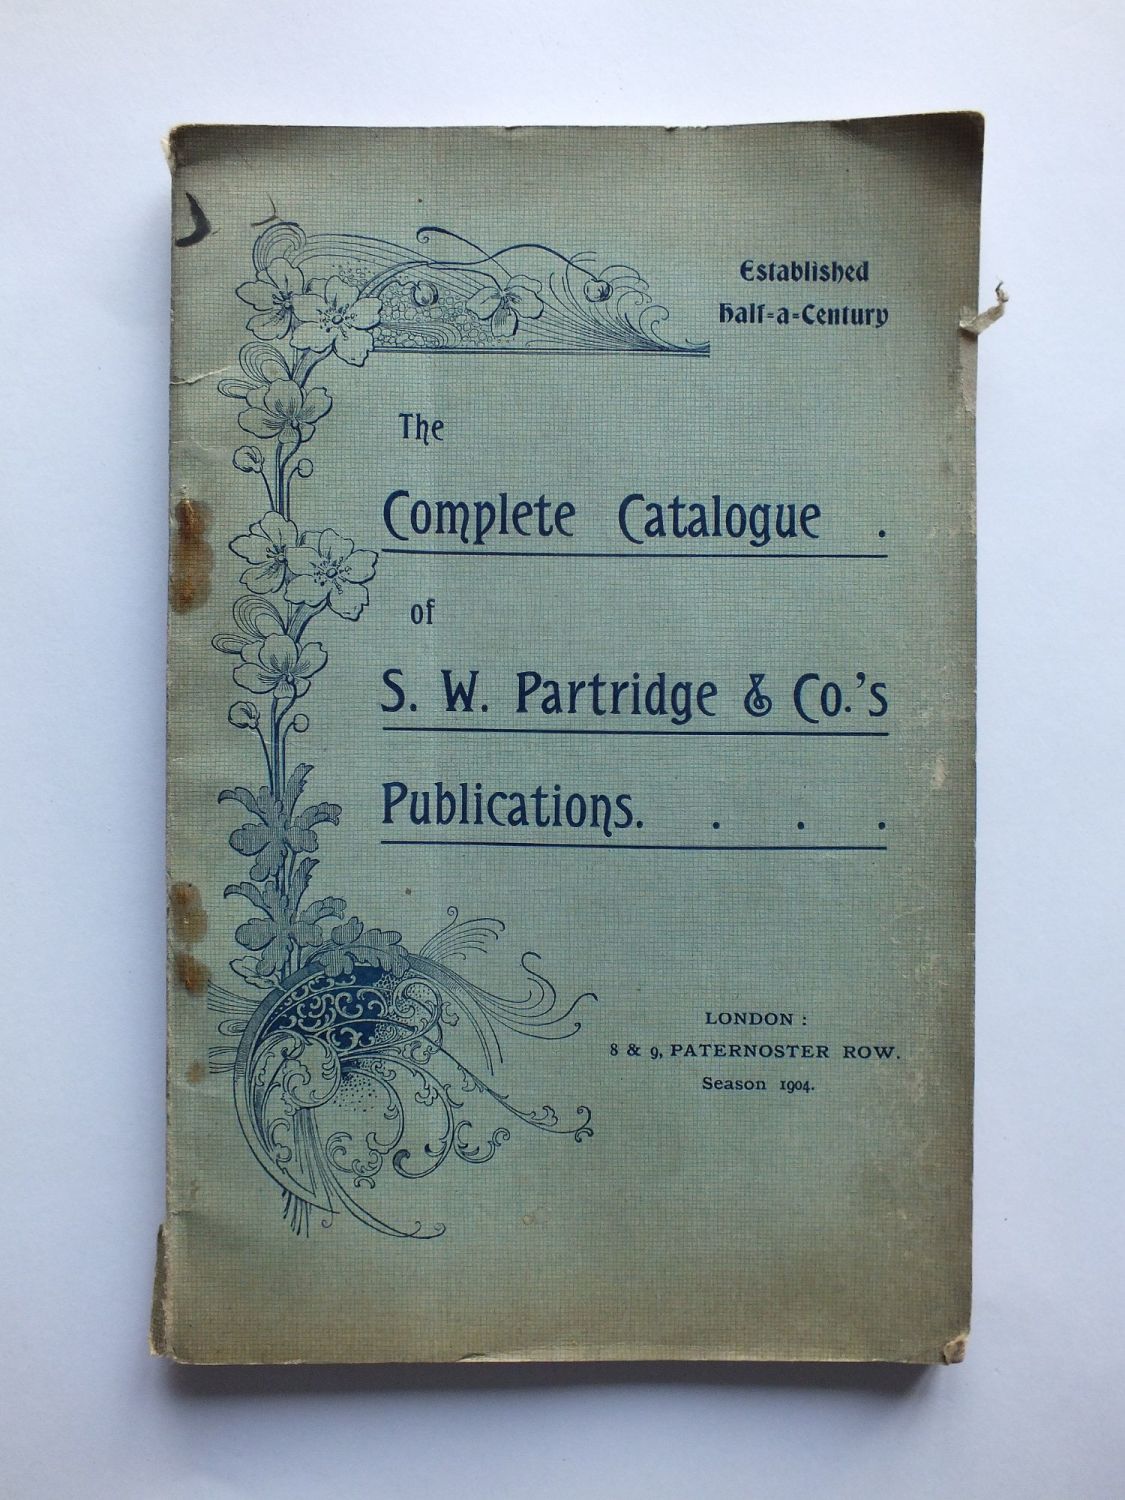 Established
Half-a-Century
The
Complete Catalogue .
of
S. W. Partridge & Co.'s
Publications. . . .
LONDON :
8 & 9, PATERNOSTER ROW.
Season 1904.